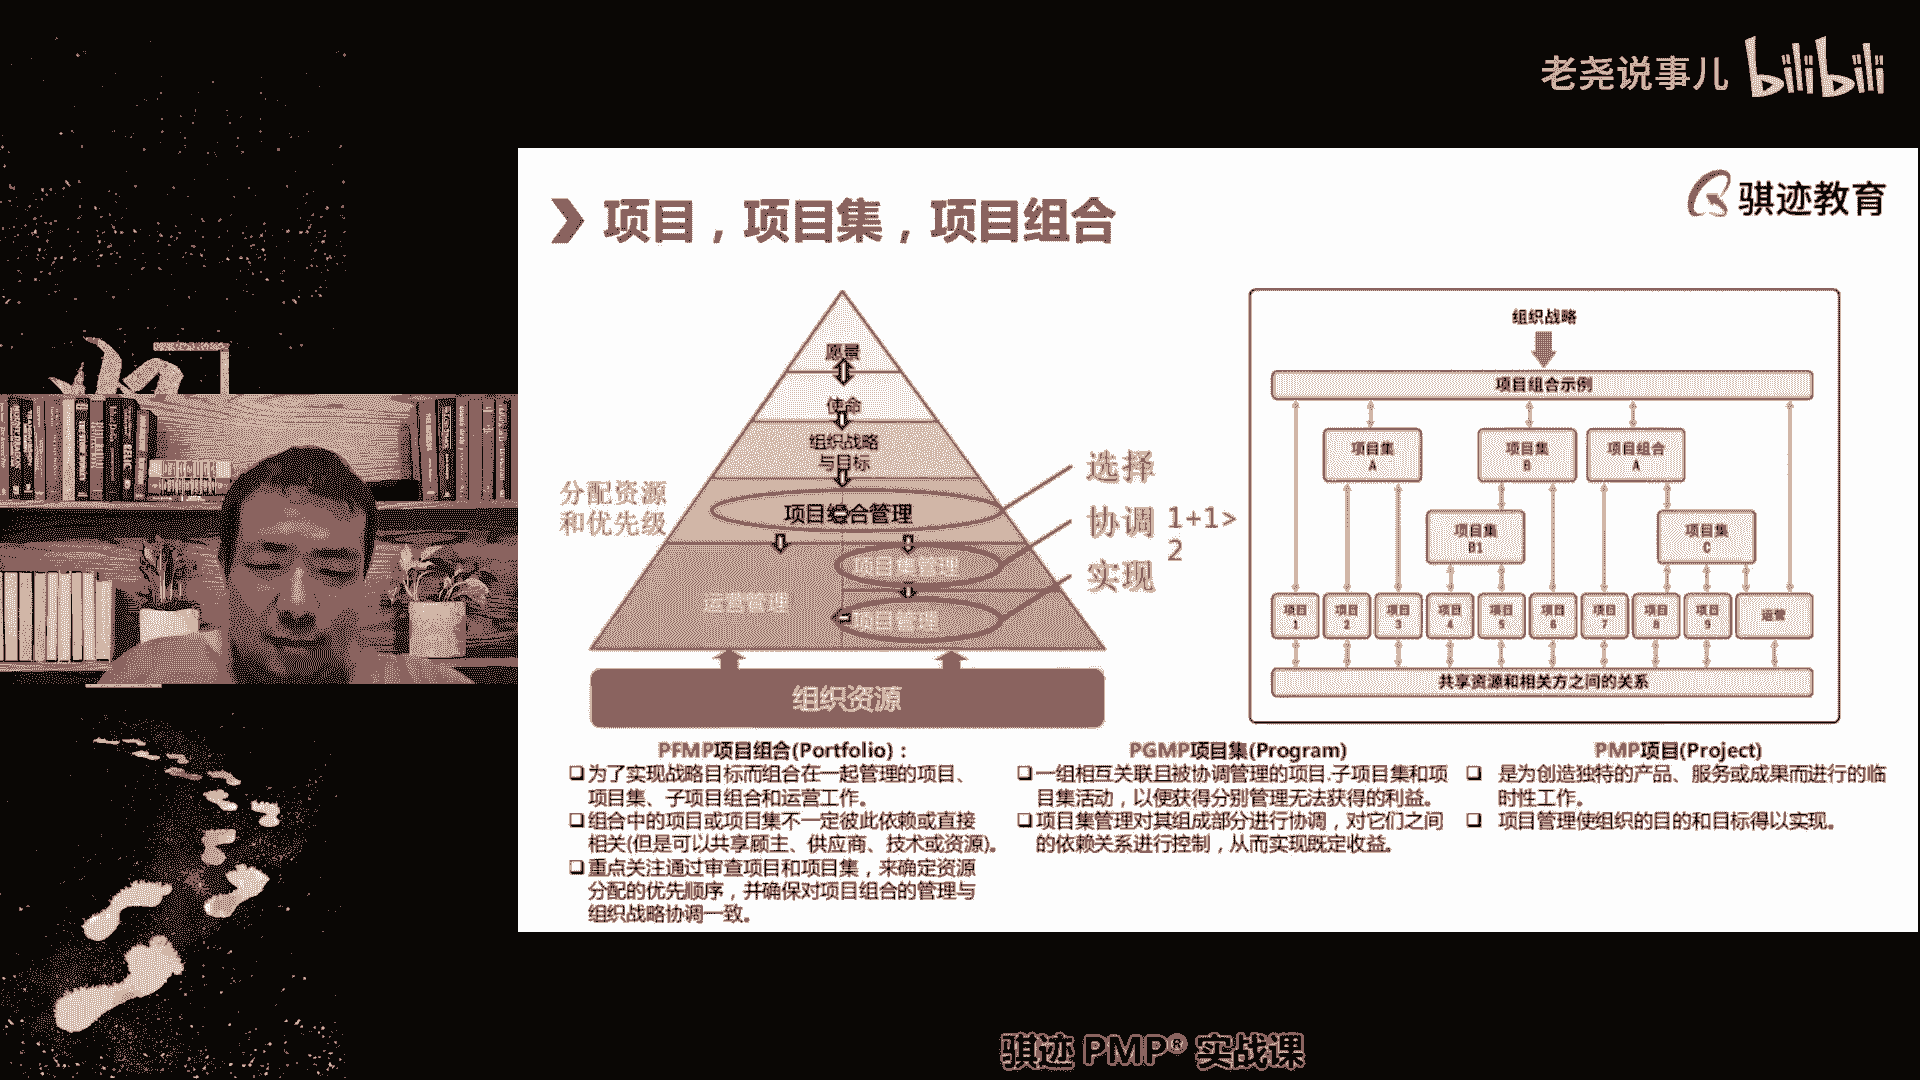 老尧说事儿 bilibili
骐迹教育
项目，项目集，项目组合
愿景
使命
组织战略
与目标
项目组合管理
项目集管理
运营管理
项目管理
分配资源
和优先级
选择
协调 1+1>
2
实现
组织资源
组织战略
项目组合示例
项目集
A
项目集
B
项目组合
A
项目集
B1
项目集
C
项目
1
项目
2
项目
3
项目
4
项目
5
项目
6
项目
7
项目
8
项目
9
运营
共享资源和相关方之间的关系
PFMP项目组合(Portfolio)：
为了实现战略目标而组合在一起管理的项目、
项目集、子项目组合和运营工作。
组合中的项目或项目集不一定彼此依赖或直接
相关(但是可以共享顾主、供应商、技术或资源)。
重点关注通过审查项目和项目集，来确定资源
分配的优先顺序，并确保对项目组合的管理与
组织战略协调一致。
PGMP项目集(Program)
一组相互关联且被协调管理的项目.子项目集和项
目集活动，以便获得分别管理无法获得的利益。
项目集管理对其组成部分进行协调，对它们之间
的依赖关系进行控制，从而实现既定收益。
PMP项目(Project)
是为创造独特的产品、服务或成果而进行的临
时性工作。
项目管理使组织的目的和目标得以实现。
骐迹 PMP® 实战课